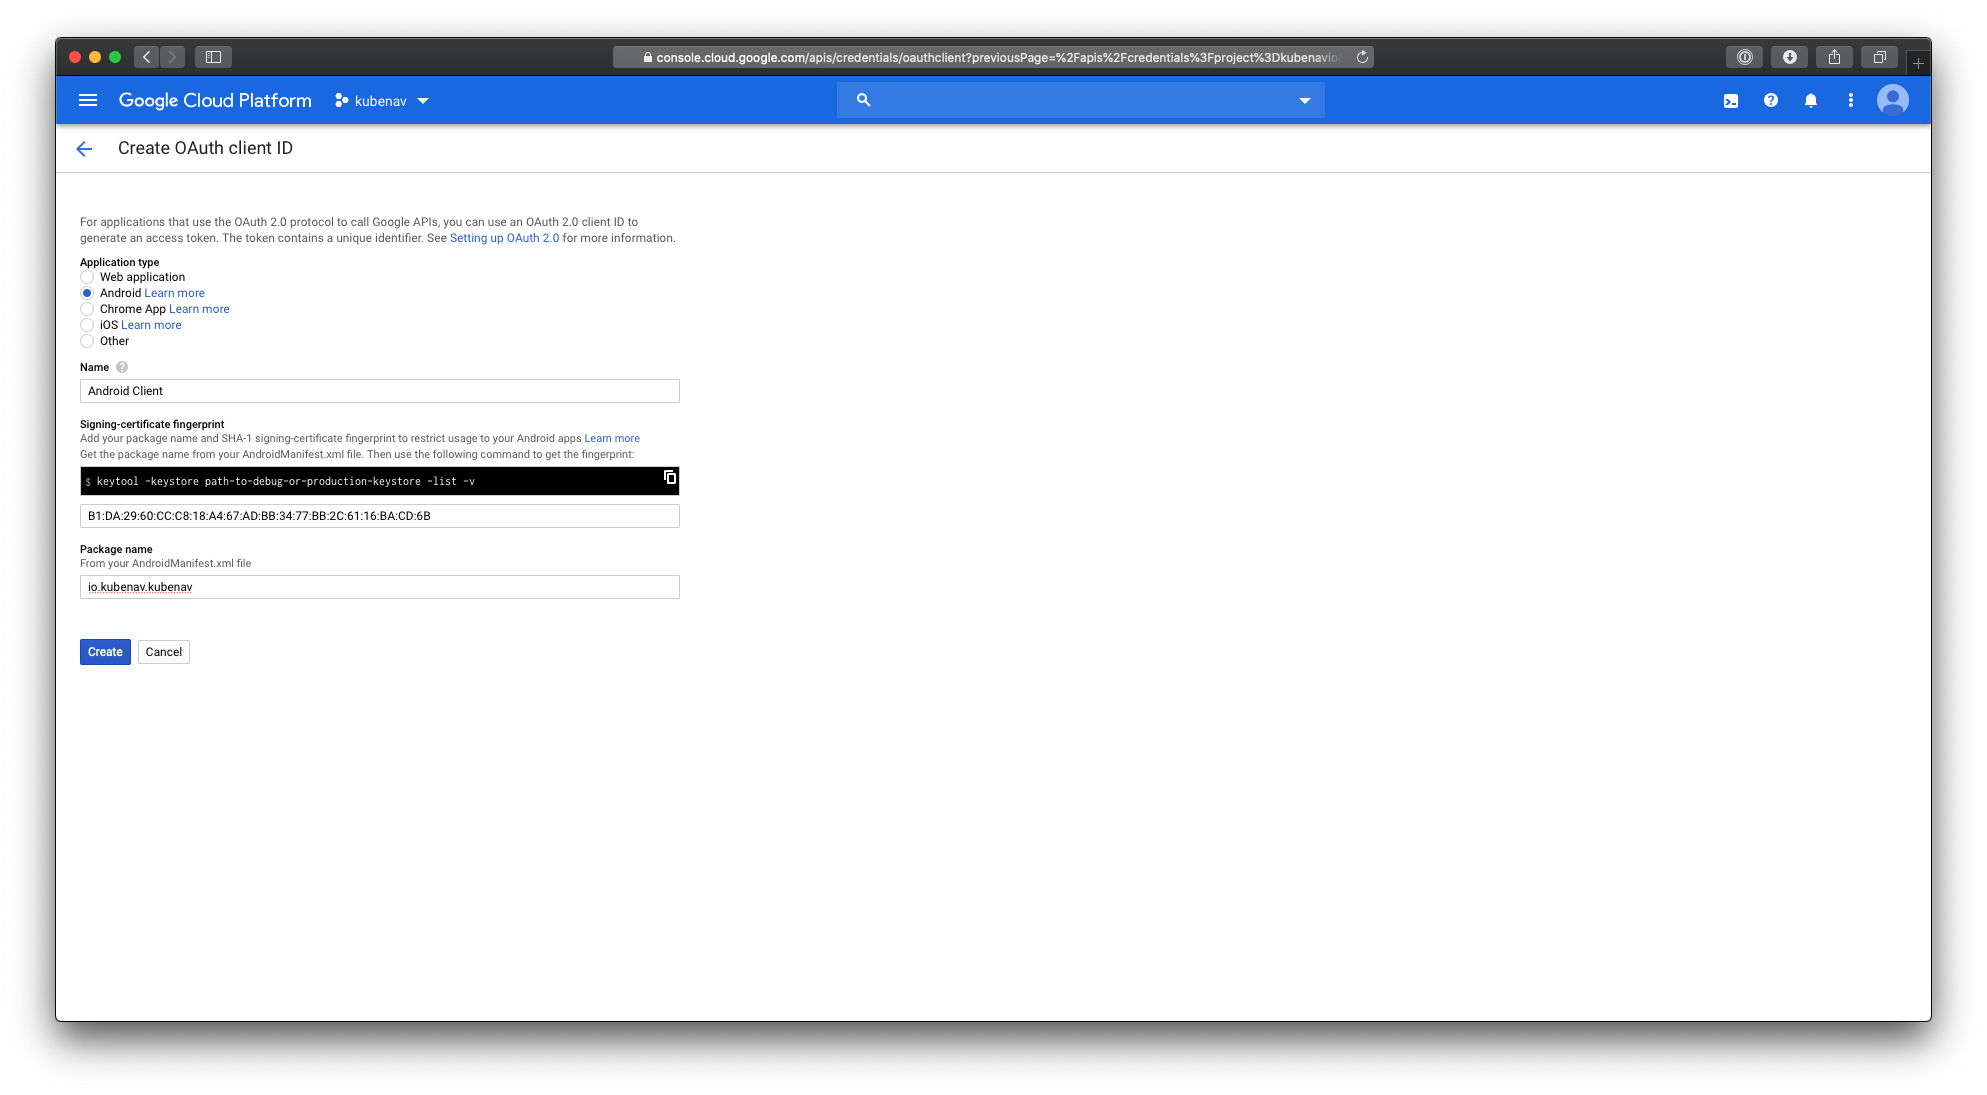 console.cloud.google.com/apis/credentials/oauthclient?previousPage=%2Fapis%2Fcredentials%3Fproject%3Dkubenavio
Google Cloud Platform kubenav
Create OAuth client ID
For applications that use the OAuth 2.0 protocol to call Google APIs, you can use an OAuth 2.0 client ID to
generate an access token. The token contains a unique identifier. See Setting up OAuth 2.0 for more information.
Application type
Web application
Android Learn more
Chrome App Learn more
iOS Learn more
Other
Name ?
Android Client
Signing-certificate fingerprint
Add your package name and SHA-1 signing-certificate fingerprint to restrict usage to your Android apps Learn more
Get the package name from your AndroidManifest.xml file. Then use the following command to get the fingerprint:
$ keytool -keystore path-to-debug-or-production-keystore -list -v
B1:DA:29:60:CC:C8:18:A4:67:AD:BB:34:77:BB:2C:61:16:BA:CD:6B
Package name
From your AndroidManifest.xml file
io.kubenav.kubenav
Create Cancel